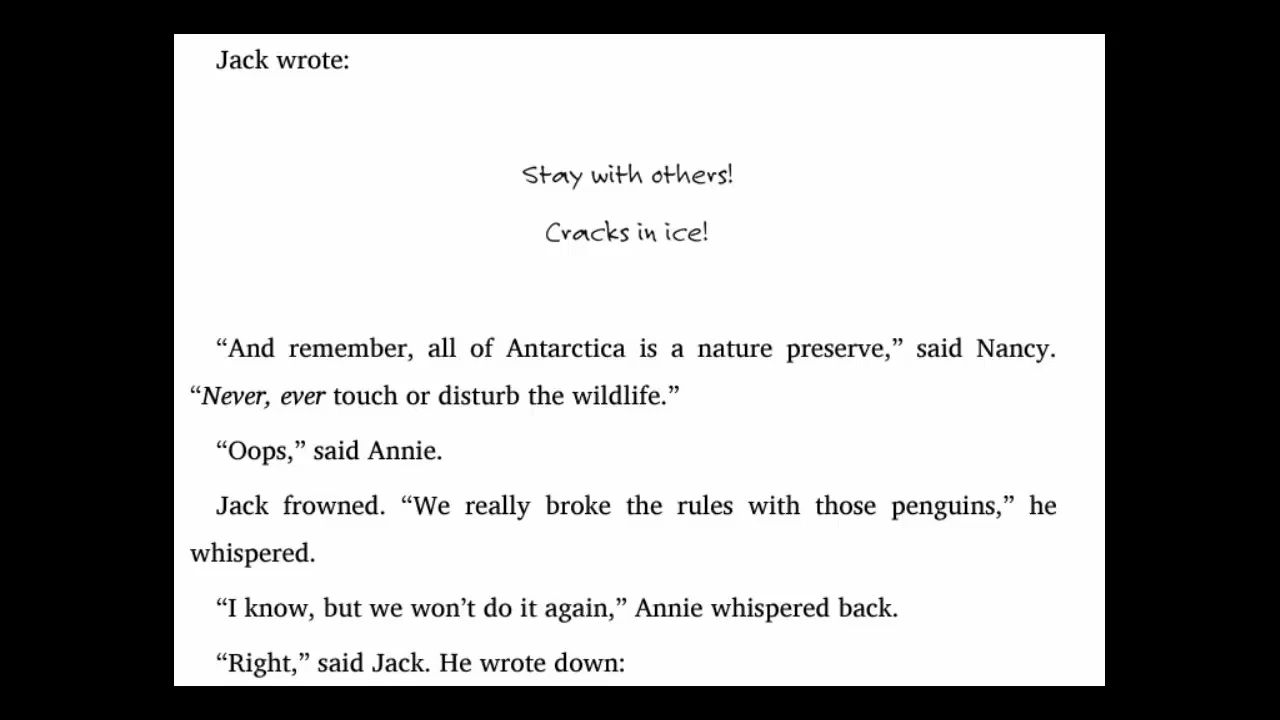 Jack wrote:
Stay with others!
Cracks in ice!
“And remember, all of Antarctica is a nature preserve,” said Nancy.
“Never, ever touch or disturb the wildlife.”
“Oops,” said Annie.
Jack frowned. “We really broke the rules with those penguins,” he
whispered.
“I know, but we won’t do it again,” Annie whispered back.
“Right,” said Jack. He wrote down: